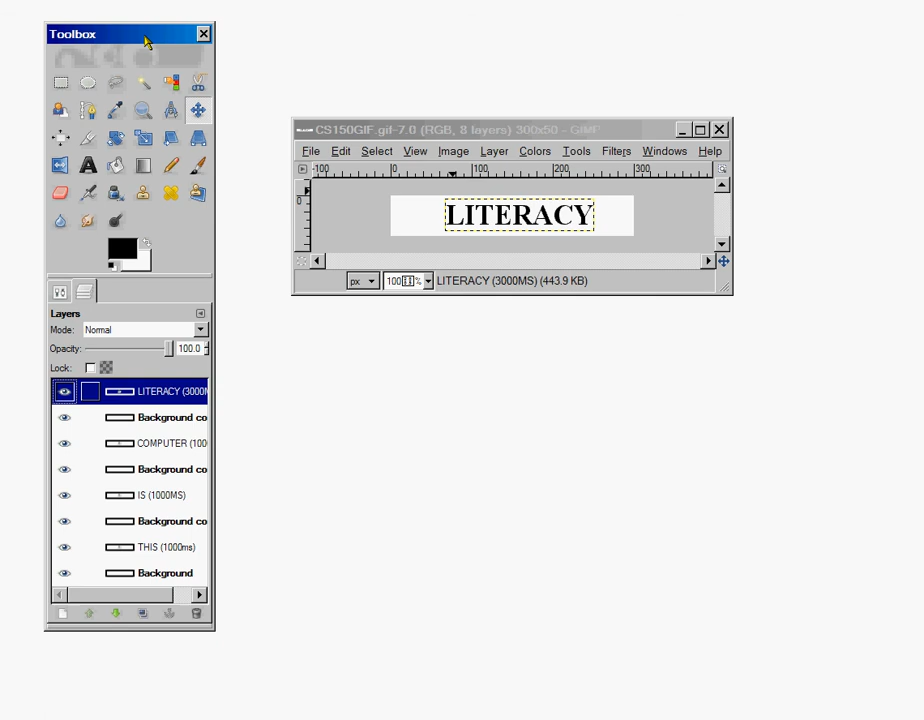 Toolbox
Layers
Mode: Normal
Opacity: 100.0
Lock:
LITERACY (3000M
Background co
COMPUTER (100
Background co
IS (1000MS)
Background co
THIS (1000ms)
Background
CS150GIF.gif-7.0 (RGB, 8 layers) 300x50 - GIMP
File Edit Select View Image Layer Colors Tools Filters Windows Help
-100 0 100 200 300
0
LITERACY
px 100 % LITERACY (3000MS) (443.9 KB)